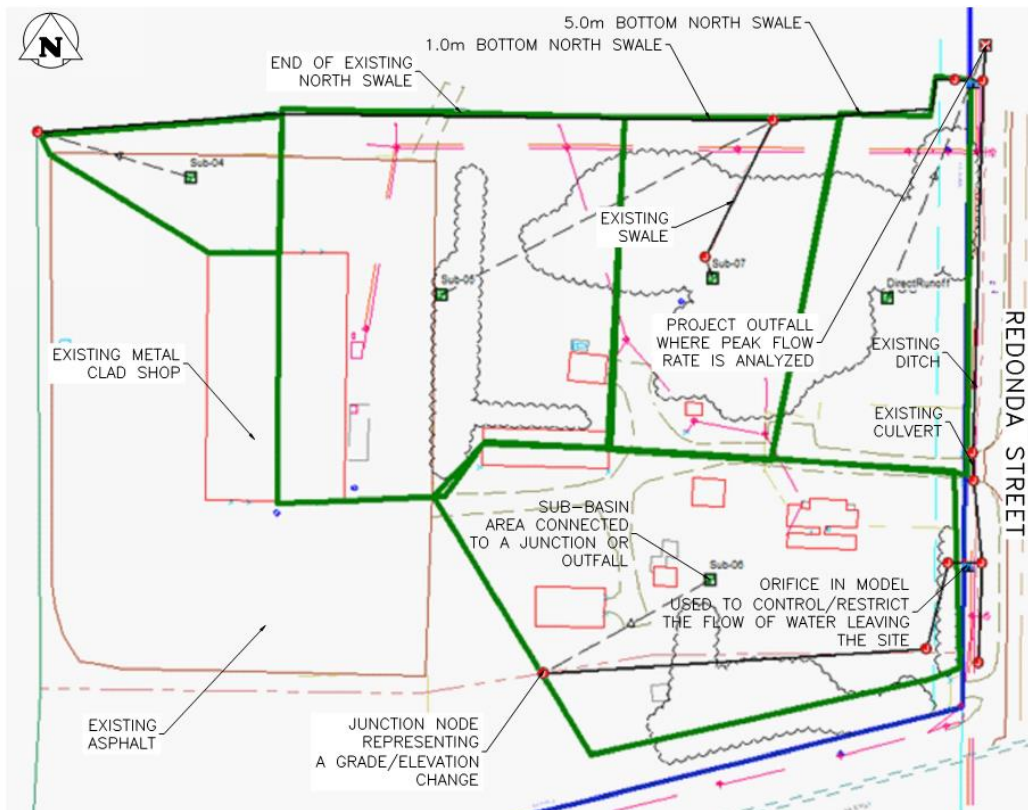 5.0m BOTTOM NORTH SWALE
1.0m BOTTOM NORTH SWALE
END OF EXISTING
NORTH SWALE
N
Sub-04
EXISTING
SWALE
Sub-05
Sub-07
DirectRunoff
PROJECT OUTFALL
WHERE PEAK FLOW
RATE IS ANALYZED
EXISTING
DITCH
REDONDA STREET
EXISTING METAL
CLAD SHOP
EXISTING
CULVERT
SUB-BASIN
AREA CONNECTED
TO A JUNCTION OR
OUTFALL
Sub-06
ORIFICE IN MODEL
USED TO CONTROL/RESTRICT
THE FLOW OF WATER LEAVING
THE SITE
EXISTING
ASPHALT
JUNCTION NODE
REPRESENTING
A GRADE/ELEVATION
CHANGE